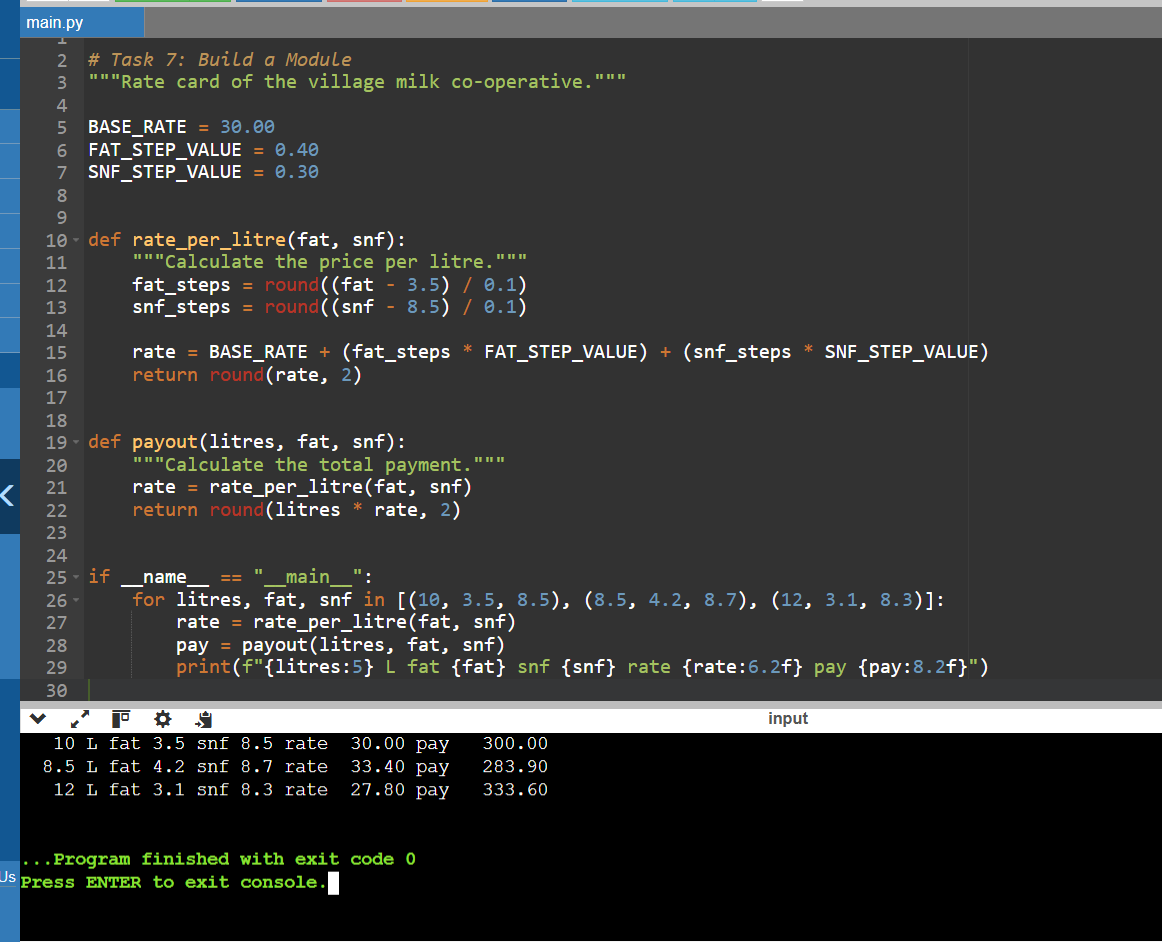 main.py
1
2 # Task 7: Build a Module
3 """Rate card of the village milk co-operative."""
4
5 BASE_RATE = 30.00
6 FAT_STEP_VALUE = 0.40
7 SNF_STEP_VALUE = 0.30
8
9
10 def rate_per_litre(fat, snf):
11     """Calculate the price per litre."""
12     fat_steps = round((fat - 3.5) / 0.1)
13     snf_steps = round((snf - 8.5) / 0.1)
14
15     rate = BASE_RATE + (fat_steps * FAT_STEP_VALUE) + (snf_steps * SNF_STEP_VALUE)
16     return round(rate, 2)
17
18
19 def payout(litres, fat, snf):
20     """Calculate the total payment."""
21     rate = rate_per_litre(fat, snf)
22     return round(litres * rate, 2)
23
24
25 if __name__ == "__main__":
26     for litres, fat, snf in [(10, 3.5, 8.5), (8.5, 4.2, 8.7), (12, 3.1, 8.3)]:
27         rate = rate_per_litre(fat, snf)
28         pay = payout(litres, fat, snf)
29         print(f"{litres:5} L fat {fat} snf {snf} rate {rate:6.2f} pay {pay:8.2f}")
30
input
   10 L fat 3.5 snf 8.5 rate  30.00 pay   300.00
  8.5 L fat 4.2 snf 8.7 rate  33.40 pay   283.90
   12 L fat 3.1 snf 8.3 rate  27.80 pay   333.60
...Program finished with exit code 0
Us
Press ENTER to exit console.